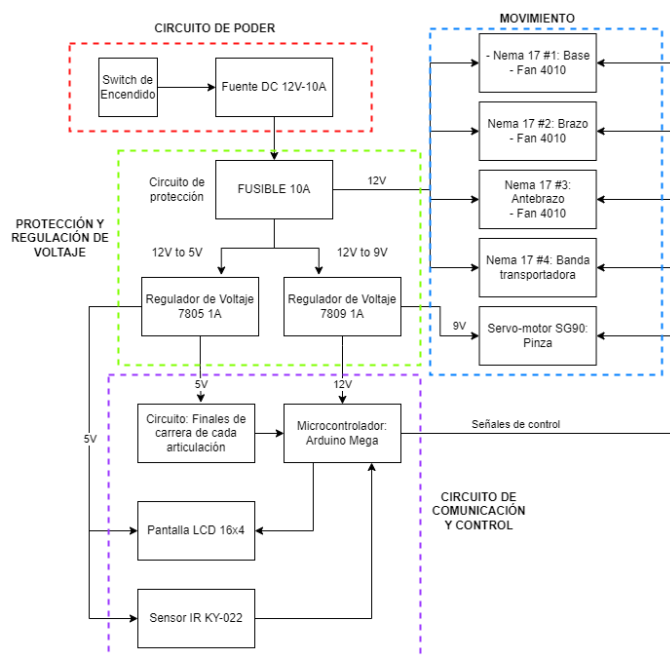 CIRCUITO DE PODER
Switch de
Encendido
Fuente DC 12V-10A
MOVIMIENTO
- Nema 17 #1: Base
- Fan 4010
Nema 17 #2: Brazo
- Fan 4010
Nema 17 #3:
Antebrazo
- Fan 4010
Nema 17 #4: Banda
transportadora
9V
Servo-motor SG90:
Pinza
PROTECCIÓN Y
REGULACIÓN DE
VOLTAJE
Circuito de
protección
FUSIBLE 10A
12V
12V to 5V
12V to 9V
Regulador de Voltaje
7805 1A
Regulador de Voltaje
7809 1A
5V
12V
5V
Circuito: Finales
de carrera de cada
articulación
Microcontrolador:
Arduino Mega
Señales de control
Pantalla LCD 16x4
Sensor IR KY-022
CIRCUITO DE
COMUNICACIÓN
Y CONTROL